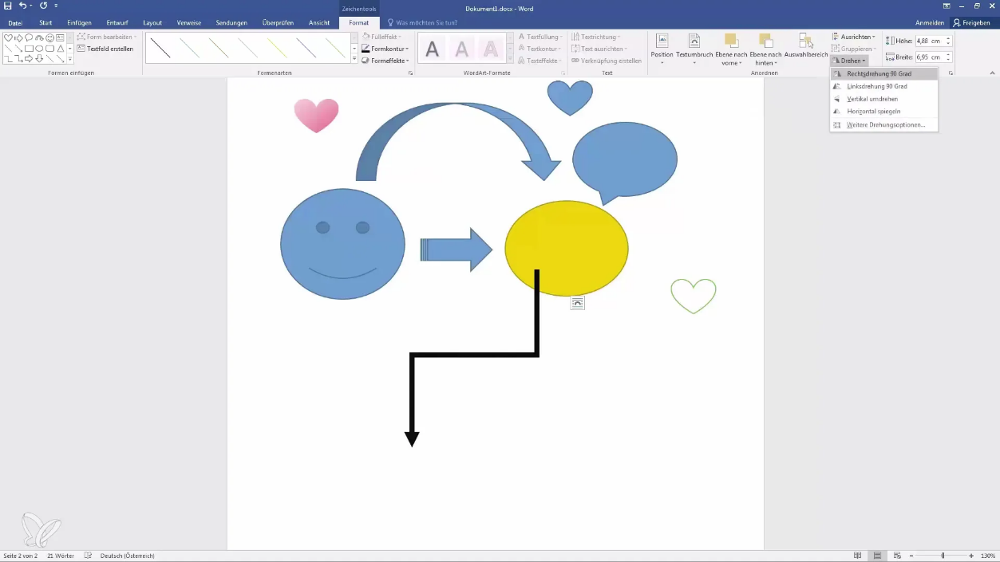 Zeichentools
Dokument1.docx - Word
Datei Start Einfügen Entwurf Layout Verweise Sendungen Überprüfen Ansicht Format Was möchten Sie tun? Anmelden Freigeben
Form bearbeiten
Textfeld erstellen
Formen einfügen
Formenarten
Fülleffekt
Formkontur
Formeffekte
A A A
WordArt-Formate
Textfüllung
Textkontur
Texteffekte
Textrichtung
Text ausrichten
Verknüpfung erstellen
Text
Position
Textumbruch
Ebene nach vorne
Ebene nach hinten
Auswahlbereich
Anordnen
Ausrichten
Gruppieren
Drehen
Höhe: 4,88 cm
Breite: 6,95 cm
Rechtsdrehung 90 Grad
Linksdrehung 90 Grad
Vertikal umdrehen
Horizontal spiegeln
Weitere Drehungsoptionen...
Seite 2 von 2 21 Wörter Deutsch (Österreich) 130%